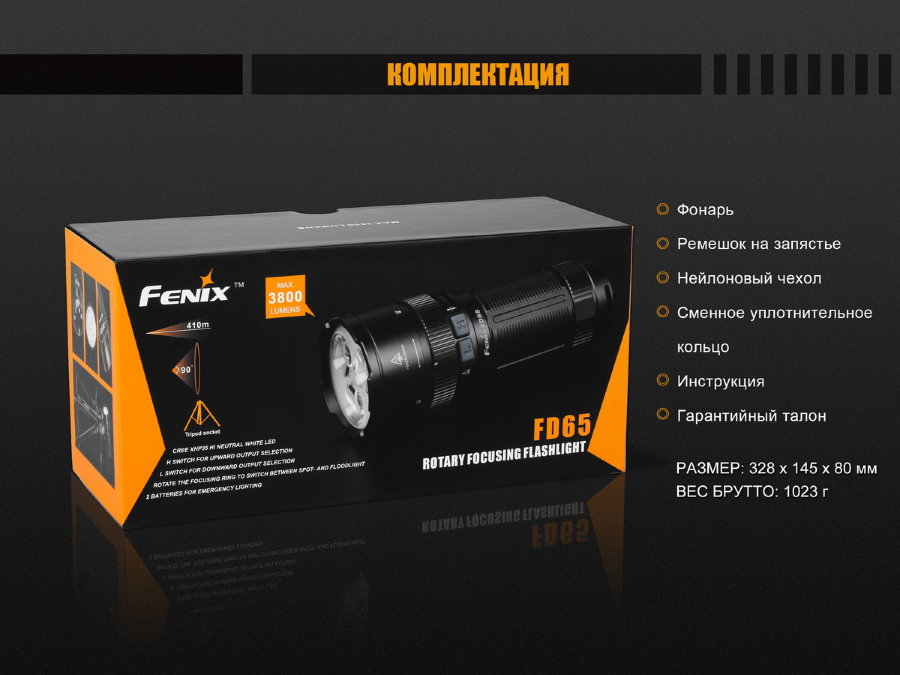 КОМПЛЕКТАЦИЯ
FENIX™
MAX
3800
LUMENS
410m
90°
Tripod socket
CREE XHP35 HI NEUTRAL WHITE LED
H SWITCH FOR UPWARD OUTPUT SELECTION
L SWITCH FOR DOWNWARD OUTPUT SELECTION
ROTATE THE FOCUSING RING TO SWITCH BETWEEN SPOT- AND FLOODLIGHT
2 BATTERIES FOR EMERGENCY LIGHTING
H
L
FD65
ROTARY FOCUSING FLASHLIGHT
Фонарь
Ремешок на запястье
Нейлоновый чехол
Сменное уплотнительное
кольцо
Инструкция
Гарантийный талон
РАЗМЕР: 328 x 145 x 80 мм
ВЕС БРУТТО: 1023 г